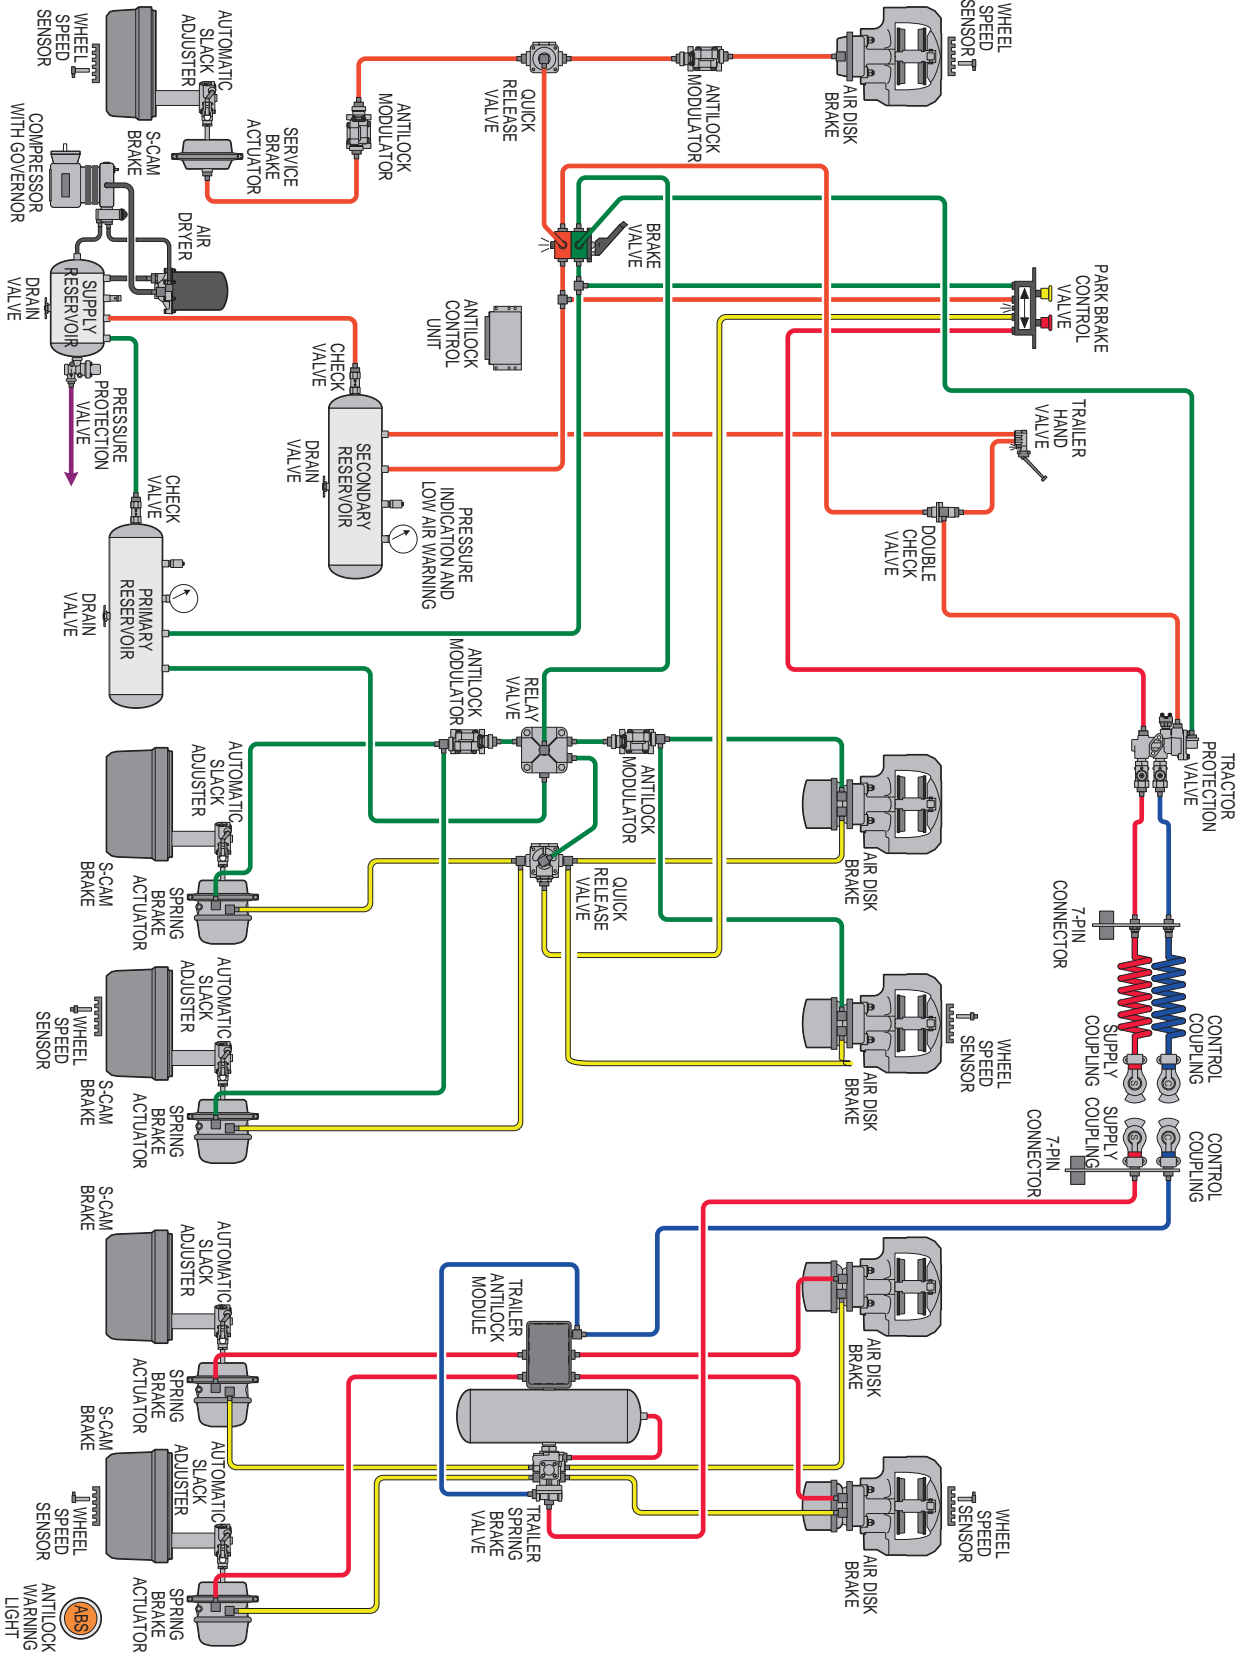 WHEEL
SPEED
SENSOR
AUTOMATIC
SLACK
ADJUSTER
S-CAM
BRAKE
SERVICE
BRAKE
ACTUATOR
ANTILOCK
MODULATOR
QUICK
RELEASE
VALVE
ANTILOCK
MODULATOR
AIR DISK
BRAKE
WHEEL
SPEED
SENSOR
COMPRESSOR
WITH GOVERNOR
AIR
DRYER
SUPPLY
RESERVOIR
DRAIN
VALVE
PRESSURE
PROTECTION
VALVE
BRAKE
VALVE
ANTILOCK
CONTROL
UNIT
PARK BRAKE
CONTROL
VALVE
CHECK
VALVE
SECONDARY
RESERVOIR
DRAIN
VALVE
PRESSURE
INDICATION AND
LOW AIR WARNING
TRAILER
HAND
VALVE
DOUBLE
CHECK
VALVE
CHECK
VALVE
PRIMARY
RESERVOIR
DRAIN
VALVE
ANTILOCK
MODULATOR
RELAY
VALVE
ANTILOCK
MODULATOR
TRACTOR
PROTECTION
VALVE
AUTOMATIC
SLACK
ADJUSTER
S-CAM
BRAKE
SPRING
BRAKE
ACTUATOR
QUICK
RELEASE
VALVE
AIR DISK
BRAKE
7-PIN
CONNECTOR
AUTOMATIC
SLACK
ADJUSTER
WHEEL
SPEED
SENSOR
S-CAM
BRAKE
SPRING
BRAKE
ACTUATOR
AIR DISK
BRAKE
WHEEL
SPEED
SENSOR
CONTROL
COUPLING
SUPPLY
COUPLING
C
S
CONTROL
COUPLING
SUPPLY
COUPLING
C
S
7-PIN
CONNECTOR
S-CAM
BRAKE
AUTOMATIC
SLACK
ADJUSTER
SPRING
BRAKE
ACTUATOR
TRAILER
ANTILOCK
MODULE
AIR DISK
BRAKE
S-CAM
BRAKE
AUTOMATIC
SLACK
ADJUSTER
WHEEL
SPEED
SENSOR
SPRING
BRAKE
ACTUATOR
TRAILER
SPRING
BRAKE
VALVE
AIR DISK
BRAKE
WHEEL
SPEED
SENSOR
ABS
ANTILOCK
WARNING
LIGHT